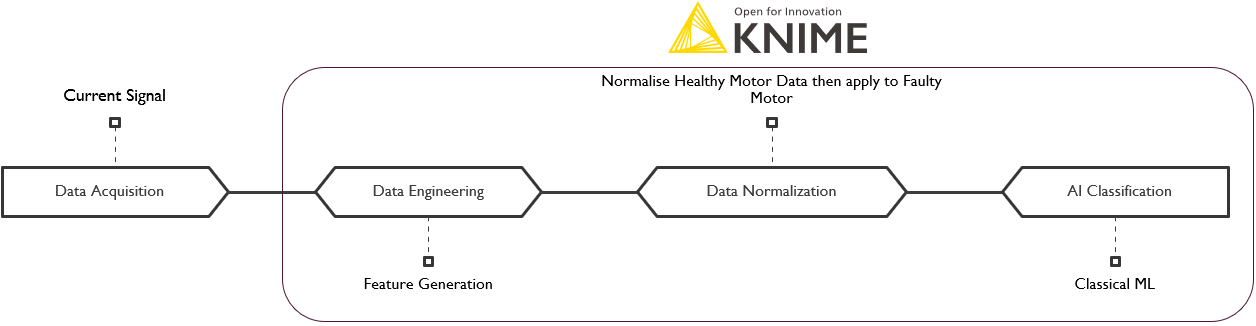 Open for Innovation
KNIME
Normalise Healthy Motor Data then apply to Faulty
Motor
Current Signal
Data Acquisition
Data Engineering
Data Normalization
AI Classification
Feature Generation
Classical ML